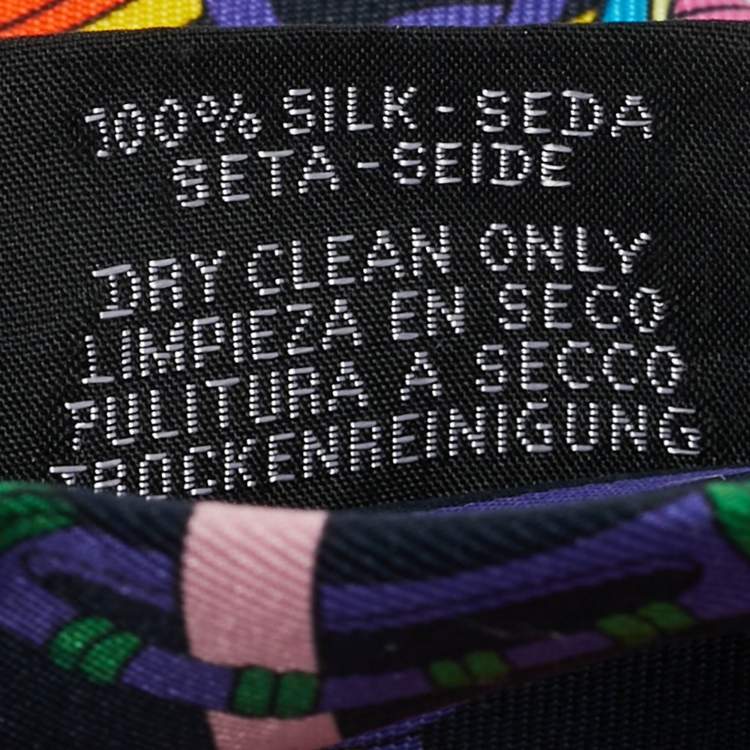 100% SILK - SEDA
SETA - SEIDE
DRY CLEAN ONLY
LIMPIEZA EN SECO
PULITURA A SECCO
TROCKENREINIGUNG